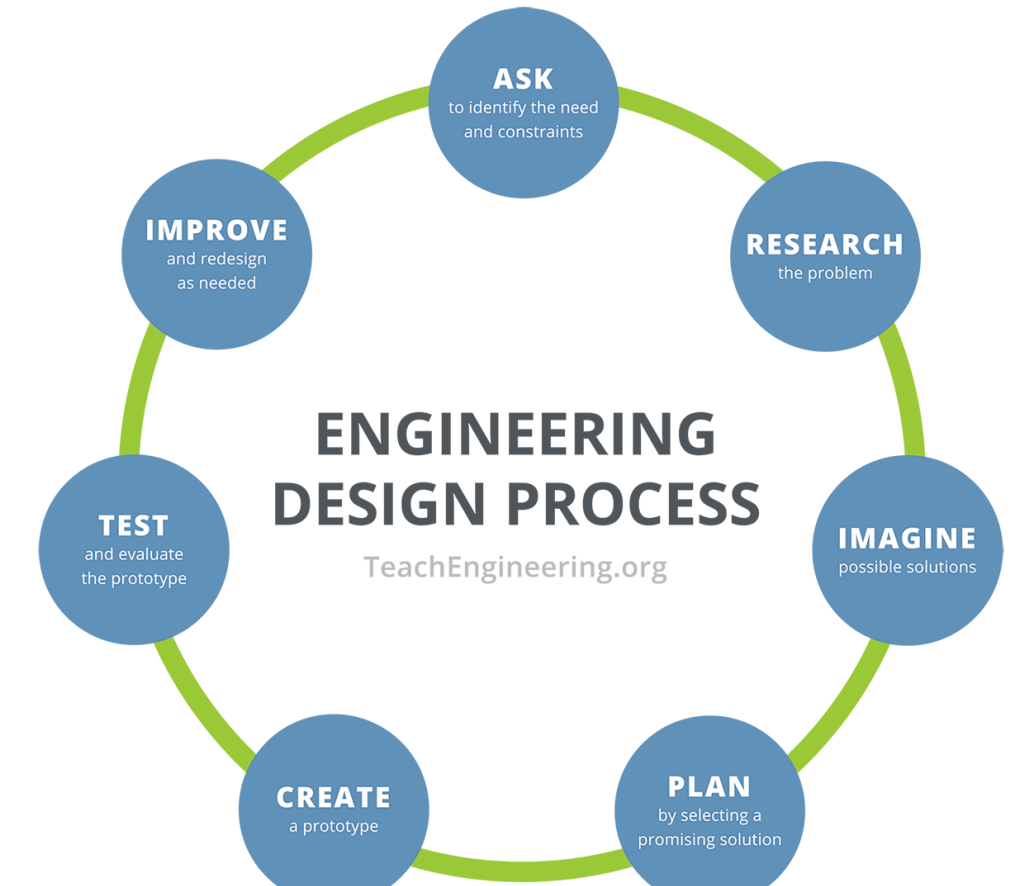 ASK
to identify the need
and constraints
RESEARCH
the problem
IMAGINE
possible solutions
PLAN
by selecting a
promising solution
CREATE
a prototype
TEST
and evaluate
the prototype
IMPROVE
and redesign
as needed
ENGINEERING
DESIGN PROCESS
TeachEngineering.org